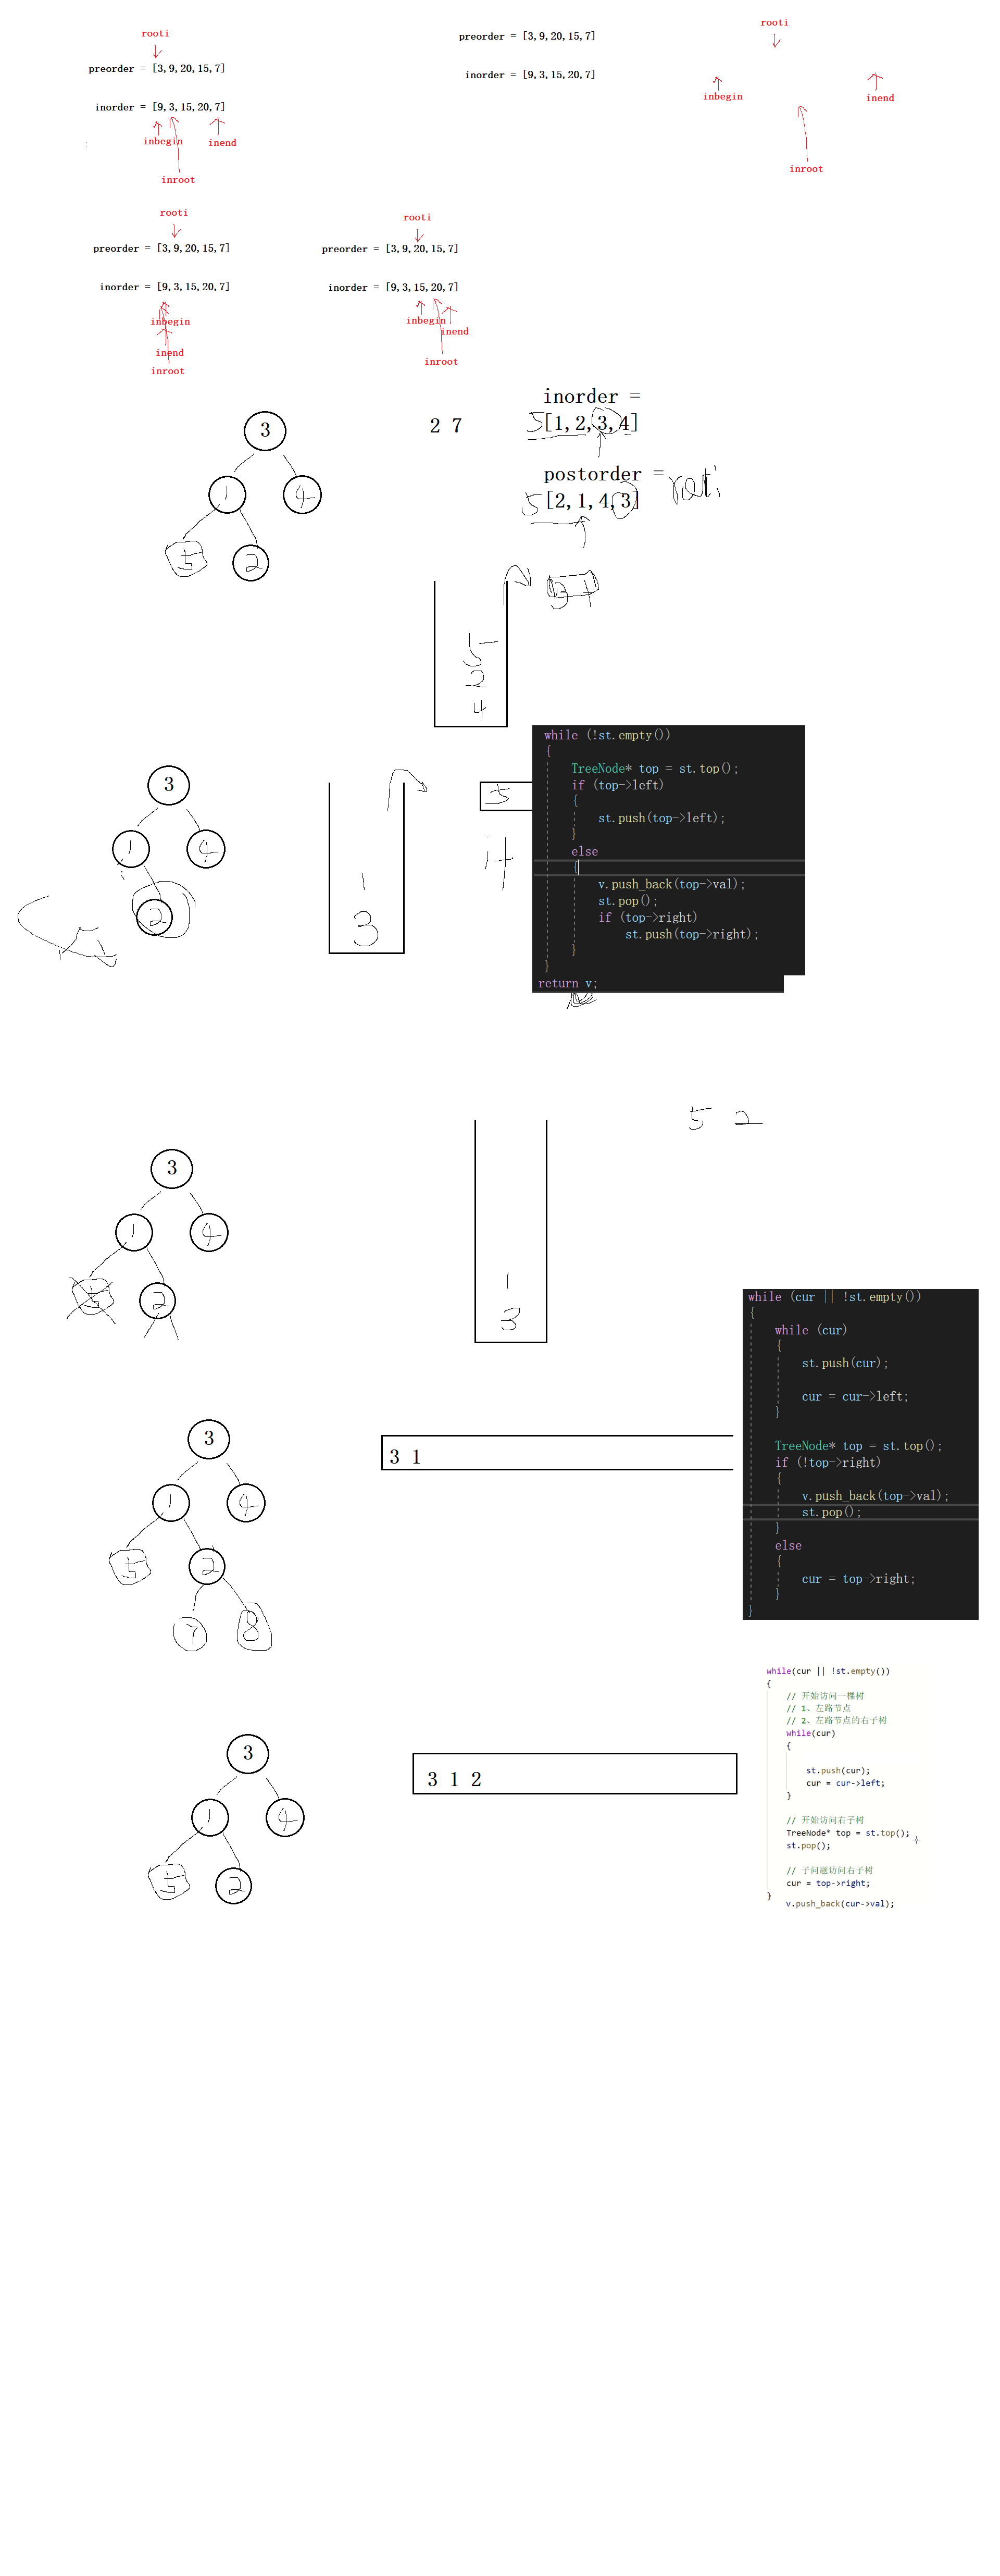 rooti
preorder = [3,9,20,15,7]
inorder = [9,3,15,20,7]
inbegin
inend
inroot
preorder = [3,9,20,15,7]
inorder = [9,3,15,20,7]
rooti
inbegin
inend
inroot
rooti
preorder = [3,9,20,15,7]
inorder = [9,3,15,20,7]
inbegin
inend
inroot
rooti
preorder = [3,9,20,15,7]
inorder = [9,3,15,20,7]
inbegin
inend
inroot
3
1 4
5 2
2 7
inorder =
5[1,2,3,4]
postorder = rooti
5[2,1,4,3]
5
2
4
3
1 4
2
1
3
5
it
while (!st.empty())
{
TreeNode* top = st.top();
if (top->left)
{
st.push(top->left);
}
else
{
v.push_back(top->val);
st.pop();
if (top->right)
st.push(top->right);
}
}
return v;
5 2
3
1 4
5 2
1
3
while (cur || !st.empty())
{
while (cur)
{
st.push(cur);
cur = cur->left;
}
TreeNode* top = st.top();
if (!top->right)
{
v.push_back(top->val);
st.pop();
}
else
{
cur = top->right;
}
}
3
1 4
5 2
7 8
3 1
3
1 4
5 2
3 1 2
while(cur || !st.empty())
{
// 开始访问一棵树
// 1、左路节点
// 2、左路节点的右子树
while(cur)
{
st.push(cur);
cur = cur->left;
}
// 开始访问右子树
TreeNode* top = st.top();
st.pop();
// 子问题访问右子树
cur = top->right;
}
v.push_back(cur->val);